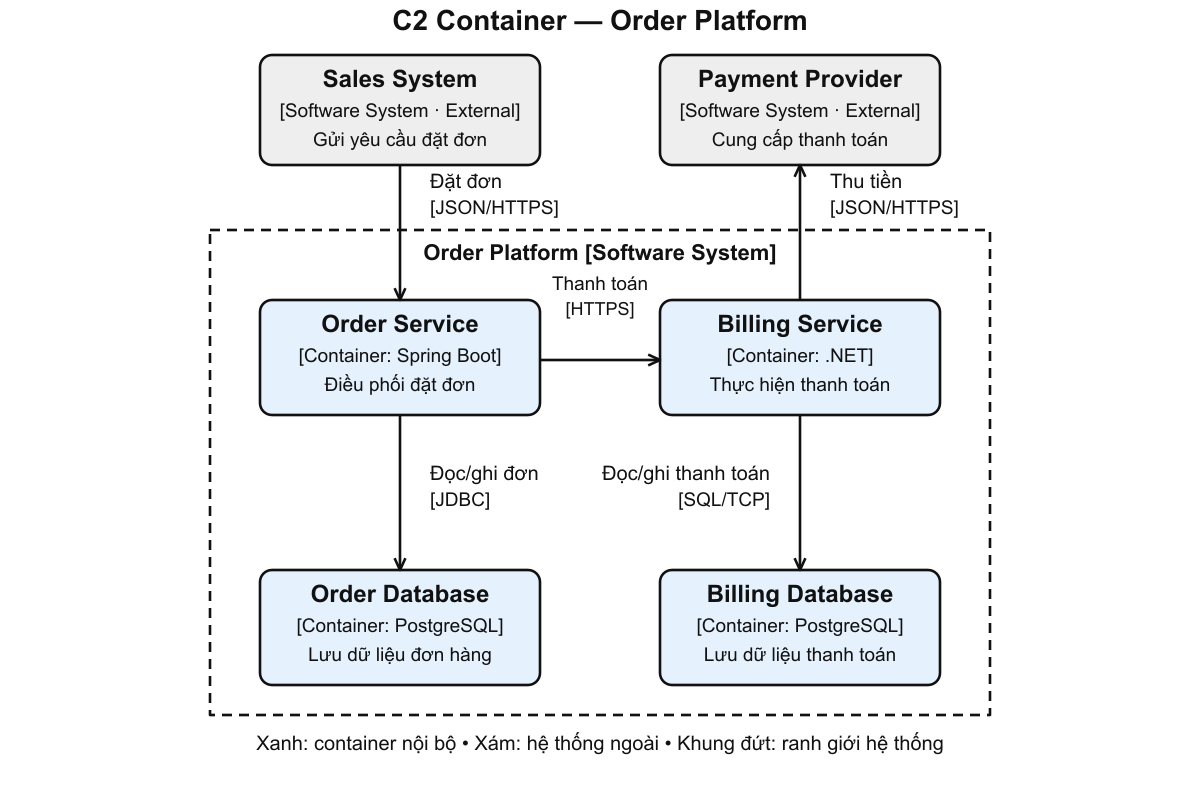 C2 Container — Order Platform
Sales System
[Software System · External]
Gửi yêu cầu đặt đơn
Payment Provider
[Software System · External]
Cung cấp thanh toán
Đặt đơn
[JSON/HTTPS]
Thu tiền
[JSON/HTTPS]
Order Platform [Software System]
Thanh toán
[HTTPS]
Order Service
[Container: Spring Boot]
Điều phối đặt đơn
Billing Service
[Container: .NET]
Thực hiện thanh toán
Đọc/ghi đơn
[JDBC]
Đọc/ghi thanh toán
[SQL/TCP]
Order Database
[Container: PostgreSQL]
Lưu dữ liệu đơn hàng
Billing Database
[Container: PostgreSQL]
Lưu dữ liệu thanh toán
Xanh: container nội bộ • Xám: hệ thống ngoài • Khung đứt: ranh giới hệ thống